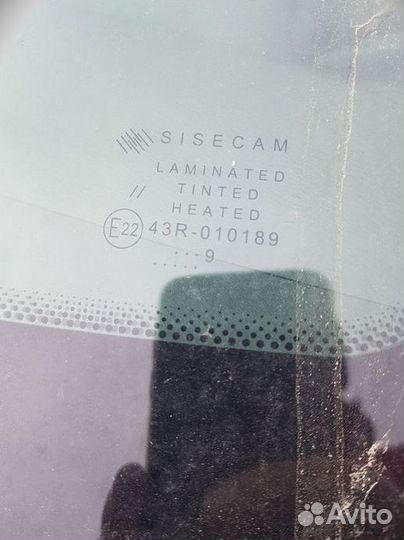 SISECAM
LAMINATED
TINTED
//
HEATED
E22 43R-010189
9
Avito